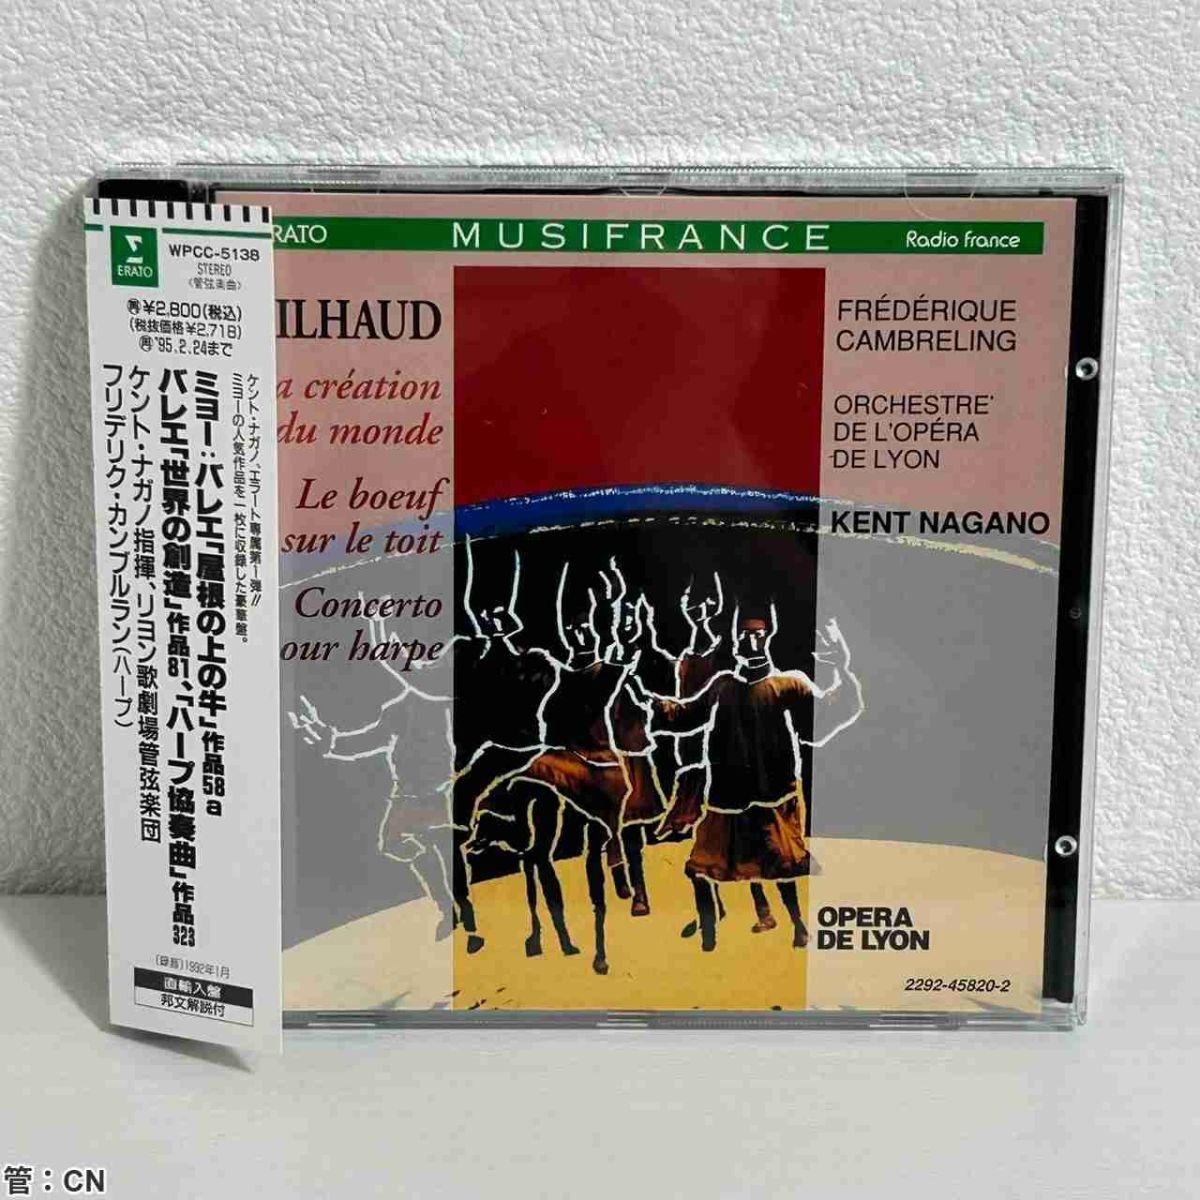 ERATO
WPCC-5138
STEREO
〈管弦楽曲〉
Ⓡ¥2,800(税込)
(税抜価格¥2,718)
Ⓡ'95.2.24まで
ケント・ナガノ、エラート専属第一弾!!
ミヨーの人気作品を一枚に収録した豪華盤。
ミヨー:バレエ「屋根の上の牛」作品58a
バレエ「世界の創造」作品81、「ハープ協奏曲」作品323
ケント・ナガノ指揮、リヨン歌劇場管弦楽団
フリデリク・カンブルラン(ハープ)
〔録音〕1992年1月
直輸入盤
邦文解説付
RATO
MUSIFRANCE
Radio france
ILHAUD
a création
du monde
Le boeuf
sur le toit
Concerto
our harpe
FRÉDÉRIQUE
CAMBRELING
ORCHESTRE
DE L'OPÉRA
DE LYON
KENT NAGANO
OPERA
DE LYON
2292-45820-2
管:CN